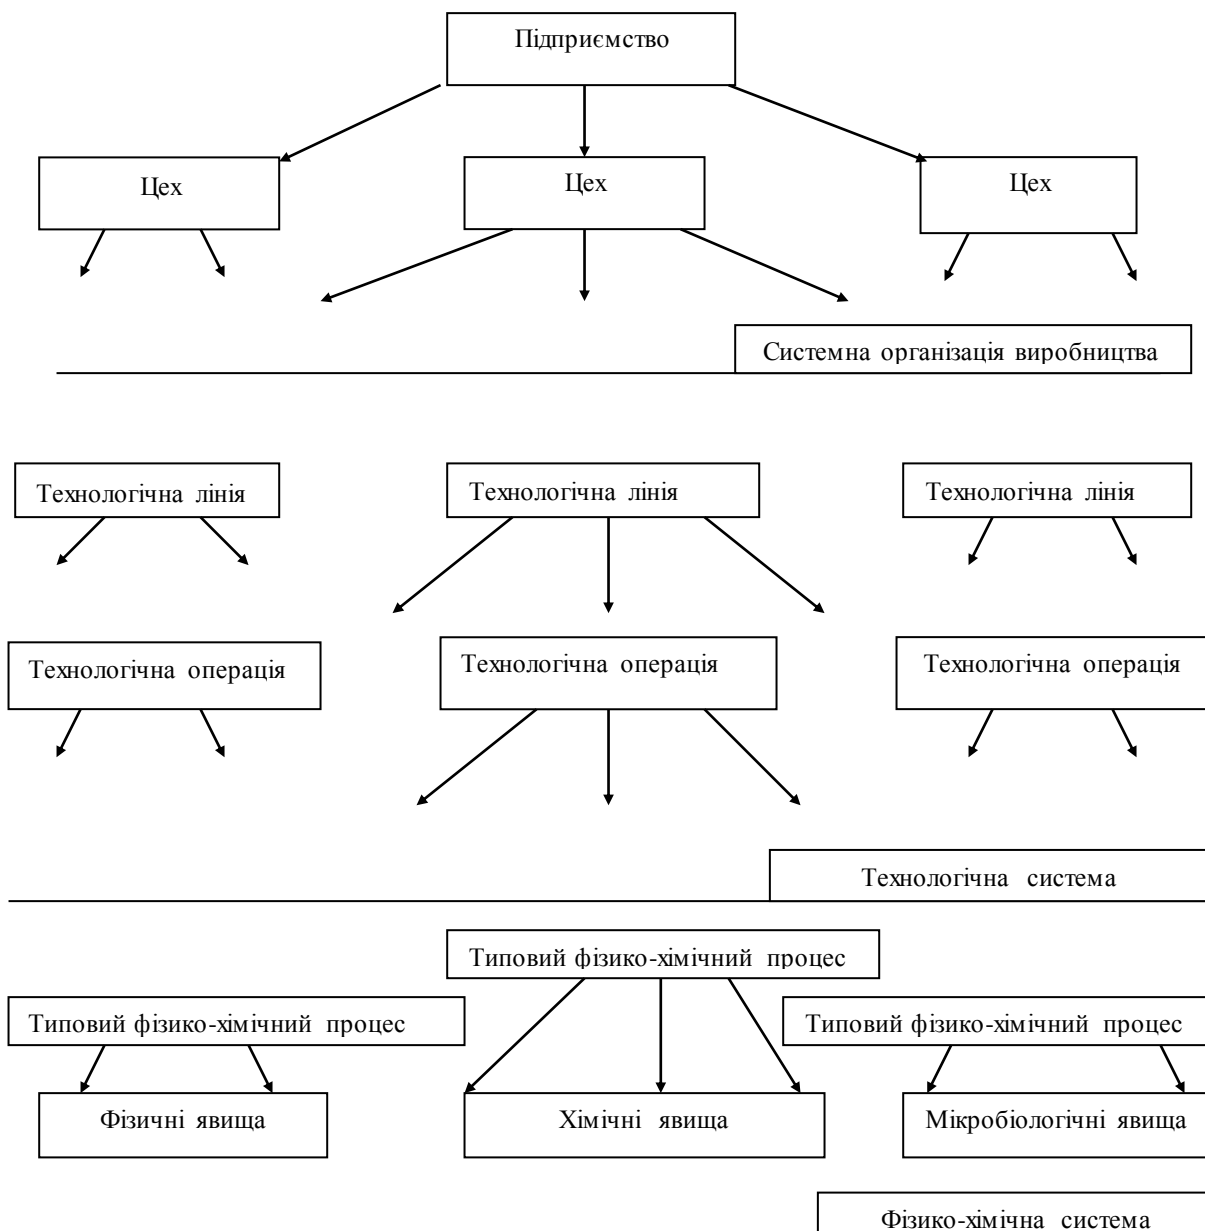 Підприємство
Цех
Цех
Цех
Системна організація виробництва
Технологічна лінія
Технологічна лінія
Технологічна лінія
Технологічна операція
Технологічна операція
Технологічна операція
Технологічна система
Типовий фізико-хімічний процес
Типовий фізико-хімічний процес
Типовий фізико-хімічний процес
Фізичні явища
Хімічні явища
Мікробіологічні явища
Фізико-хімічна система